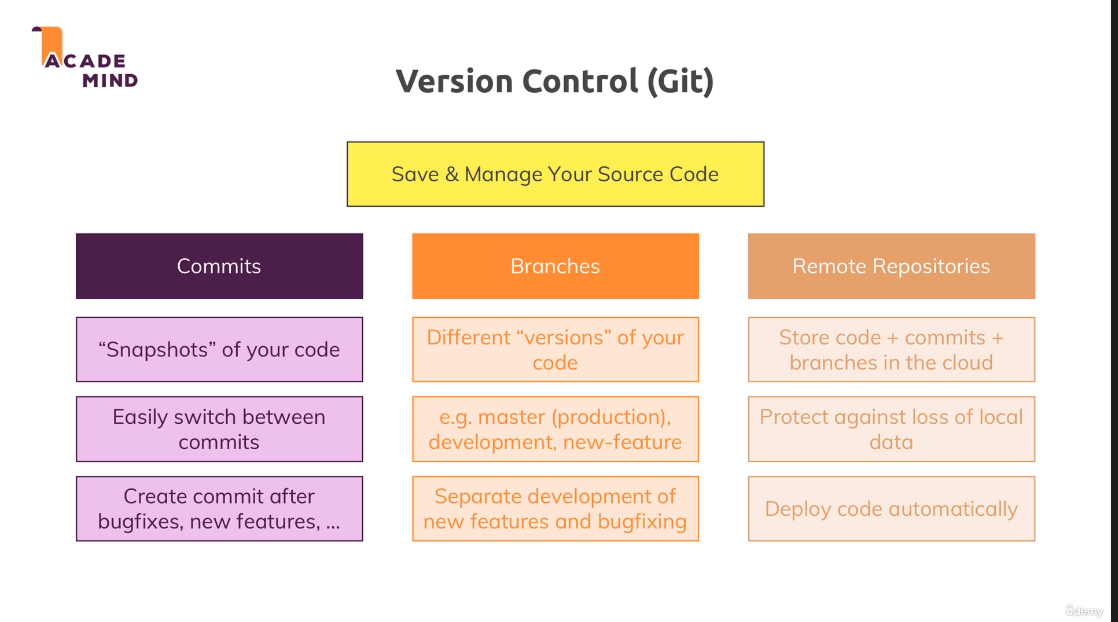 ACADE
MIND
Version Control (Git)
Save & Manage Your Source Code
Commits
“Snapshots” of your code
Easily switch between
commits
Create commit after
bugfixes, new features, ...
Branches
Different “versions” of your
code
e.g. master (production),
development, new-feature
Separate development of
new features and bugfixing
Remote Repositories
Store code + commits +
branches in the cloud
Protect against loss of local
data
Deploy code automatically
ûdemy